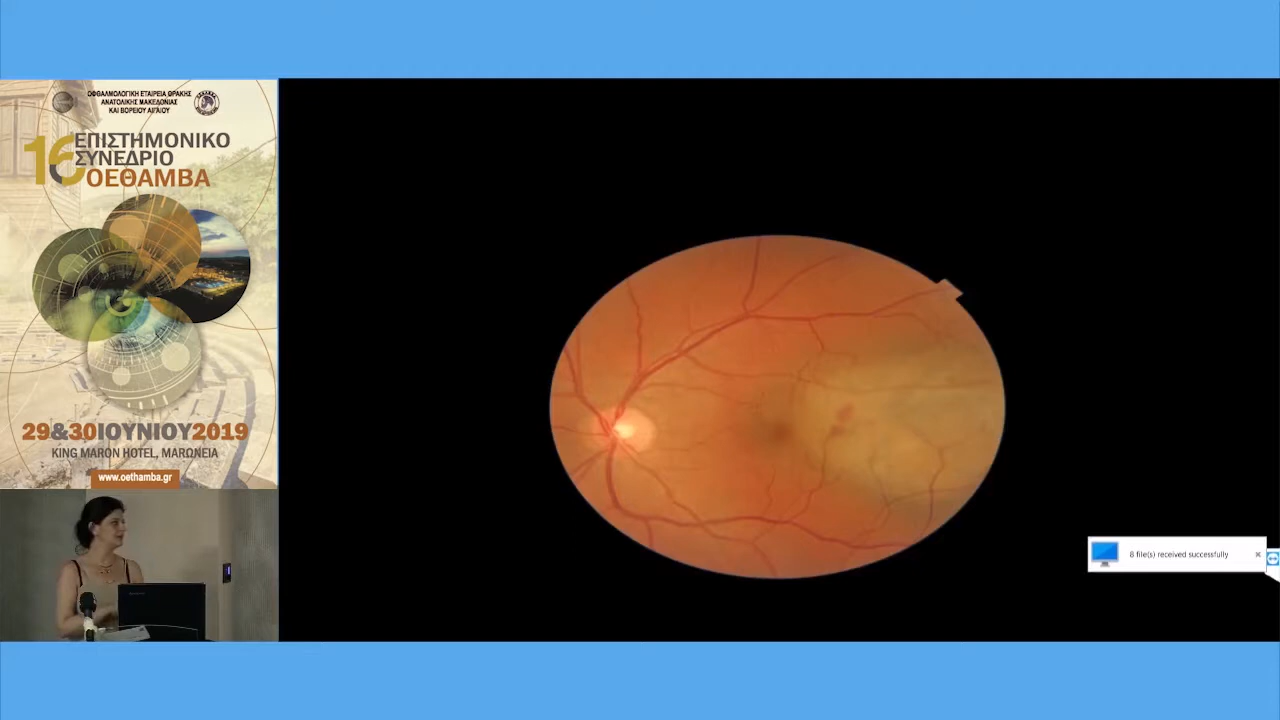 ΟΦΘΑΛΜΟΛΟΓΙΚΗ ΕΤΑΙΡΕΙΑ ΘΡΑΚΗΣ
ΑΝΑΤΟΛΙΚΗΣ ΜΑΚΕΔΟΝΙΑΣ
ΚΑΙ ΒΟΡΕΙΟΥ ΑΙΓΑΙΟΥ
16 ΕΠΙΣΤΗΜΟΝΙΚΟ
ΣΥΝΕΔΡΙΟ
ΟΕΘΑΜΒΑ
29&30ΙΟΥΝΙΟΥ2019
KING MARON HOTEL, ΜΑΡΩΝΕΙΑ
www.oethamba.gr
8 file(s) received successfully